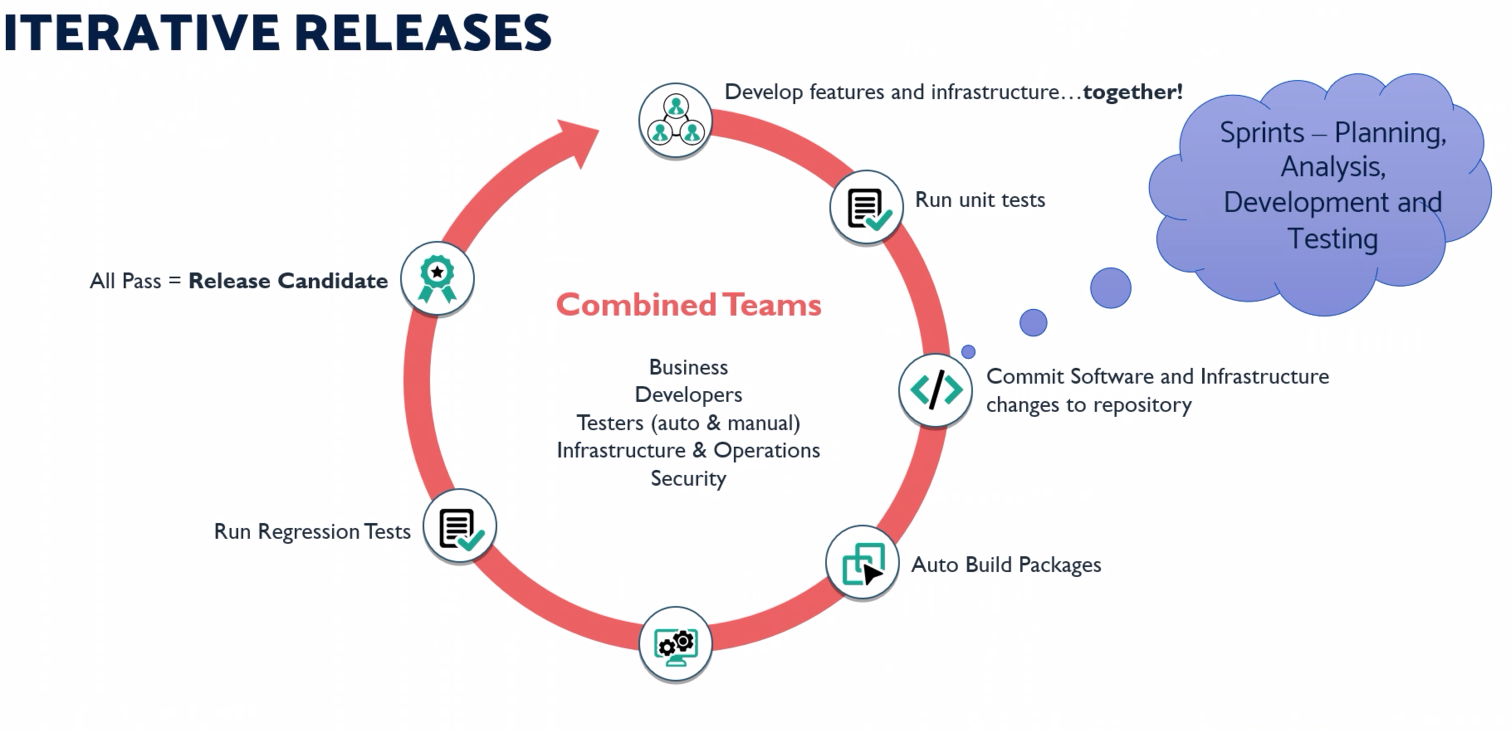 ITERATIVE RELEASES
Develop features and infrastructure…together!
Sprints – Planning,
Analysis,
Development and
Testing
Run unit tests
All Pass = Release Candidate
Combined Teams
Business
Developers
Testers (auto & manual)
Infrastructure & Operations
Security
Commit Software and Infrastructure
changes to repository
Run Regression Tests
Auto Build Packages